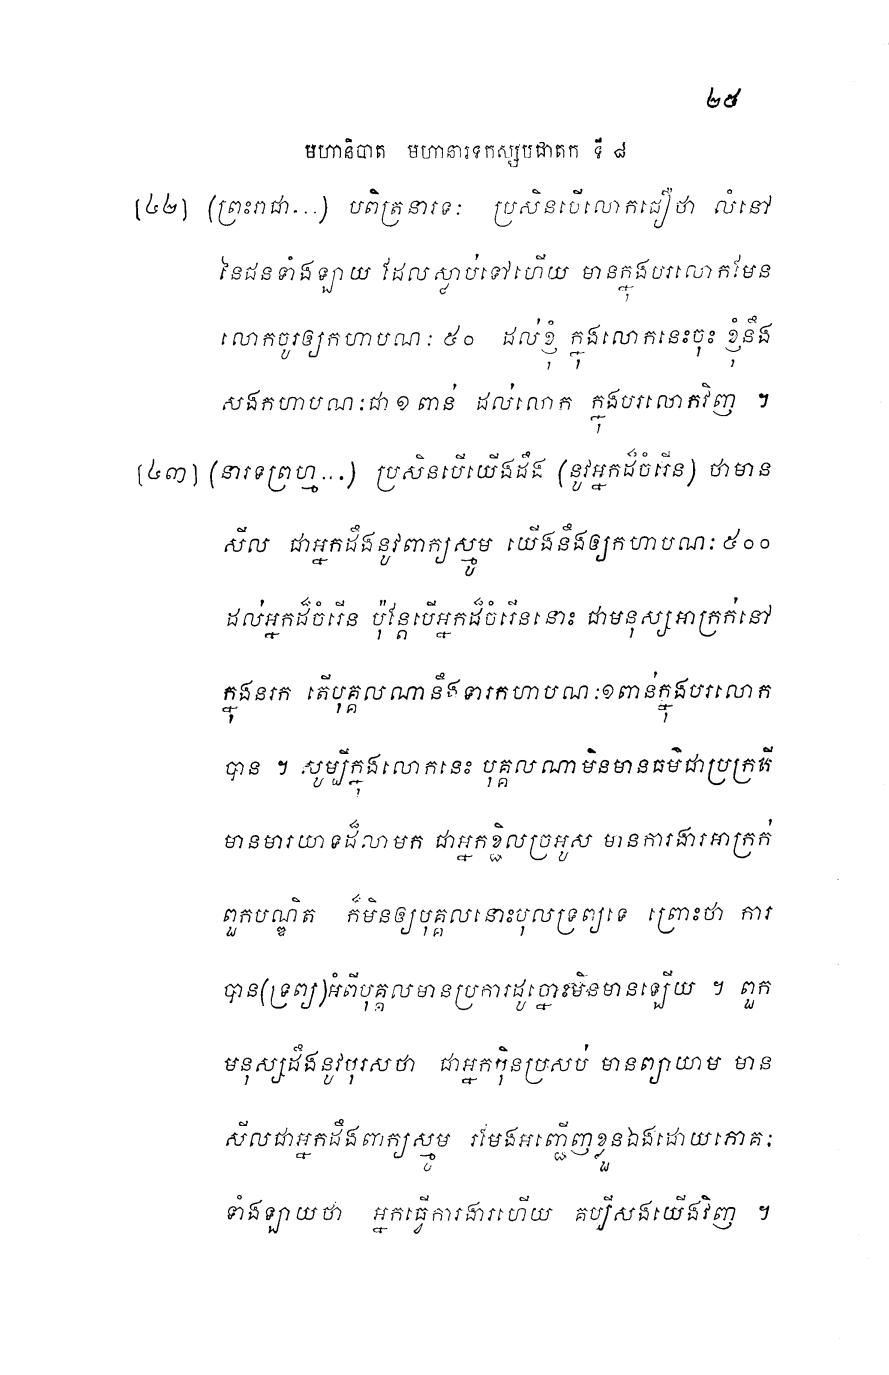 ២៥
មហានិបាត មហានារទកស្សបជាតក ទី ៨
[៤២] (ព្រះរាជា...) បពិត្រនារទៈ ប្រសិនបើលោកជឿថា លំនៅ
នៃជនទាំងឡាយ ដែលស្លាប់ទៅហើយ មានក្នុងបរលោកមែន
លោកចូរឲ្យកហាបណៈ ៥០ ដល់ខ្ញុំ ក្នុងលោកនេះចុះ ខ្ញុំនឹង
សងកហាបណៈជា ១ ពាន់ ដល់លោក ក្នុងបរលោកវិញ ។
[៤៣] (នារទព្រហ្ម...) ប្រសិនបើយើងដឹង (នូវអ្នកដ៏ចំរើន) ថាមាន
សីល ជាអ្នកដឹងនូវពាក្យស្មូម យើងនឹងឲ្យកហាបណៈ ៥០០
ដល់អ្នកដ៏ចំរើន ប៉ុន្តែបើអ្នកដ៏ចំរើននោះ ជាមនុស្សអាក្រក់នៅ
ក្នុងនរក តើបុគ្គលណានឹងទារកហាបណៈ១ពាន់ក្នុងបរលោក
បាន ។ សូម្បីក្នុងលោកនេះ បុគ្គលណាមិនមានធម៌ជាប្រក្រតី
មានមារយាទដ៏លាមក ជាអ្នកខ្ជិលច្រអូស មានការងារអាក្រក់
ពួកបណ្ឌិត ក៏មិនឲ្យបុគ្គលនោះបុលទ្រព្យទេ ព្រោះថា ការ
បាន(ទ្រព្យ)អំពីបុគ្គលមានប្រការដូច្នោះមិនមានឡើយ ។ ពួក
មនុស្សដឹងនូវបុរសថា ជាអ្នកប៉ិនប្រសប់ មានព្យាយាម មាន
សីលជាអ្នកដឹងពាក្យស្មូម រមែងអញ្ជើញខ្លួនឯងដោយភោគៈ
ទាំងឡាយថា អ្នកធ្វើការងារហើយ គប្បីសងយើងវិញ ។